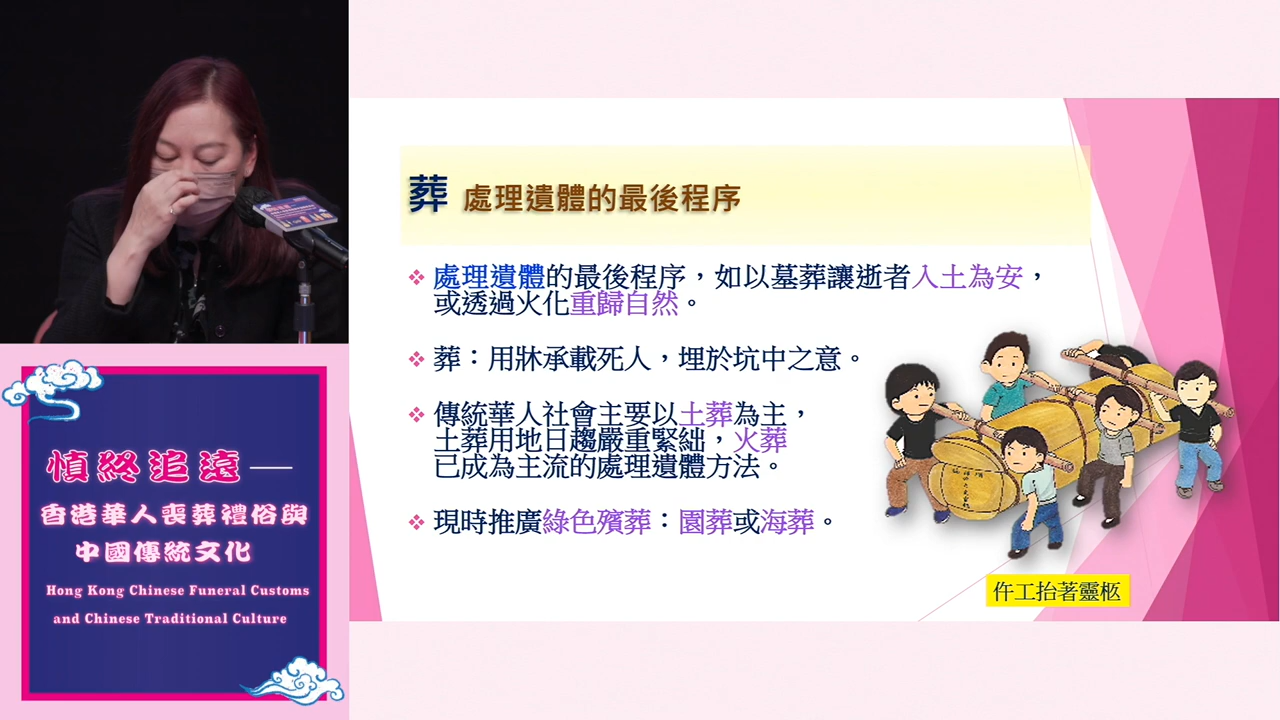 慎終追遠——
香港華人喪葬禮俗與
中國傳統文化
Hong Kong Chinese Funeral Customs
and Chinese Traditional Culture
葬 處理遺體的最後程序
❖ 處理遺體的最後程序，如以墓葬讓逝者入土為安，
或透過火化重歸自然。
❖ 葬：用牀承載死人，埋於坑中之意。
❖ 傳統華人社會主要以土葬為主，
土葬用地日趨嚴重緊絀，火葬
已成為主流的處理遺體方法。
❖ 現時推廣綠色殯葬：園葬或海葬。
仵工抬著靈柩